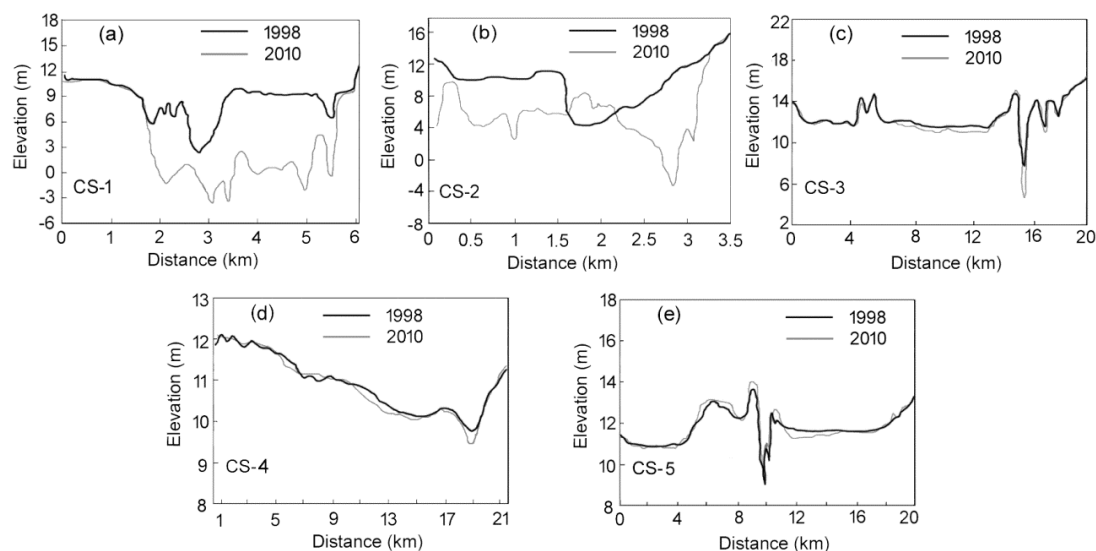 (a)
1998
2010
Elevation (m)
18
15
12
9
6
3
0
-3
-6
CS-1
0 1 2 3 4 5 6
Distance (km)
(b)
1998
2010
Elevation (m)
16
12
8
4
0
-4
-8
CS-2
0 0.5 1 1.5 2 2.5 3 3.5
Distance (km)
(c)
1998
2010
Elevation (m)
22
18
14
10
6
2
CS-3
0 4 8 12 16 20
Distance (km)
(d)
1998
2010
Elevation (m)
13
12
11
10
9
8
CS-4
1 5 9 13 17 21
Distance (km)
(e)
1998
2010
Elevation (m)
18
16
14
12
10
8
CS-5
0 4 8 12 16 20
Distance (km)